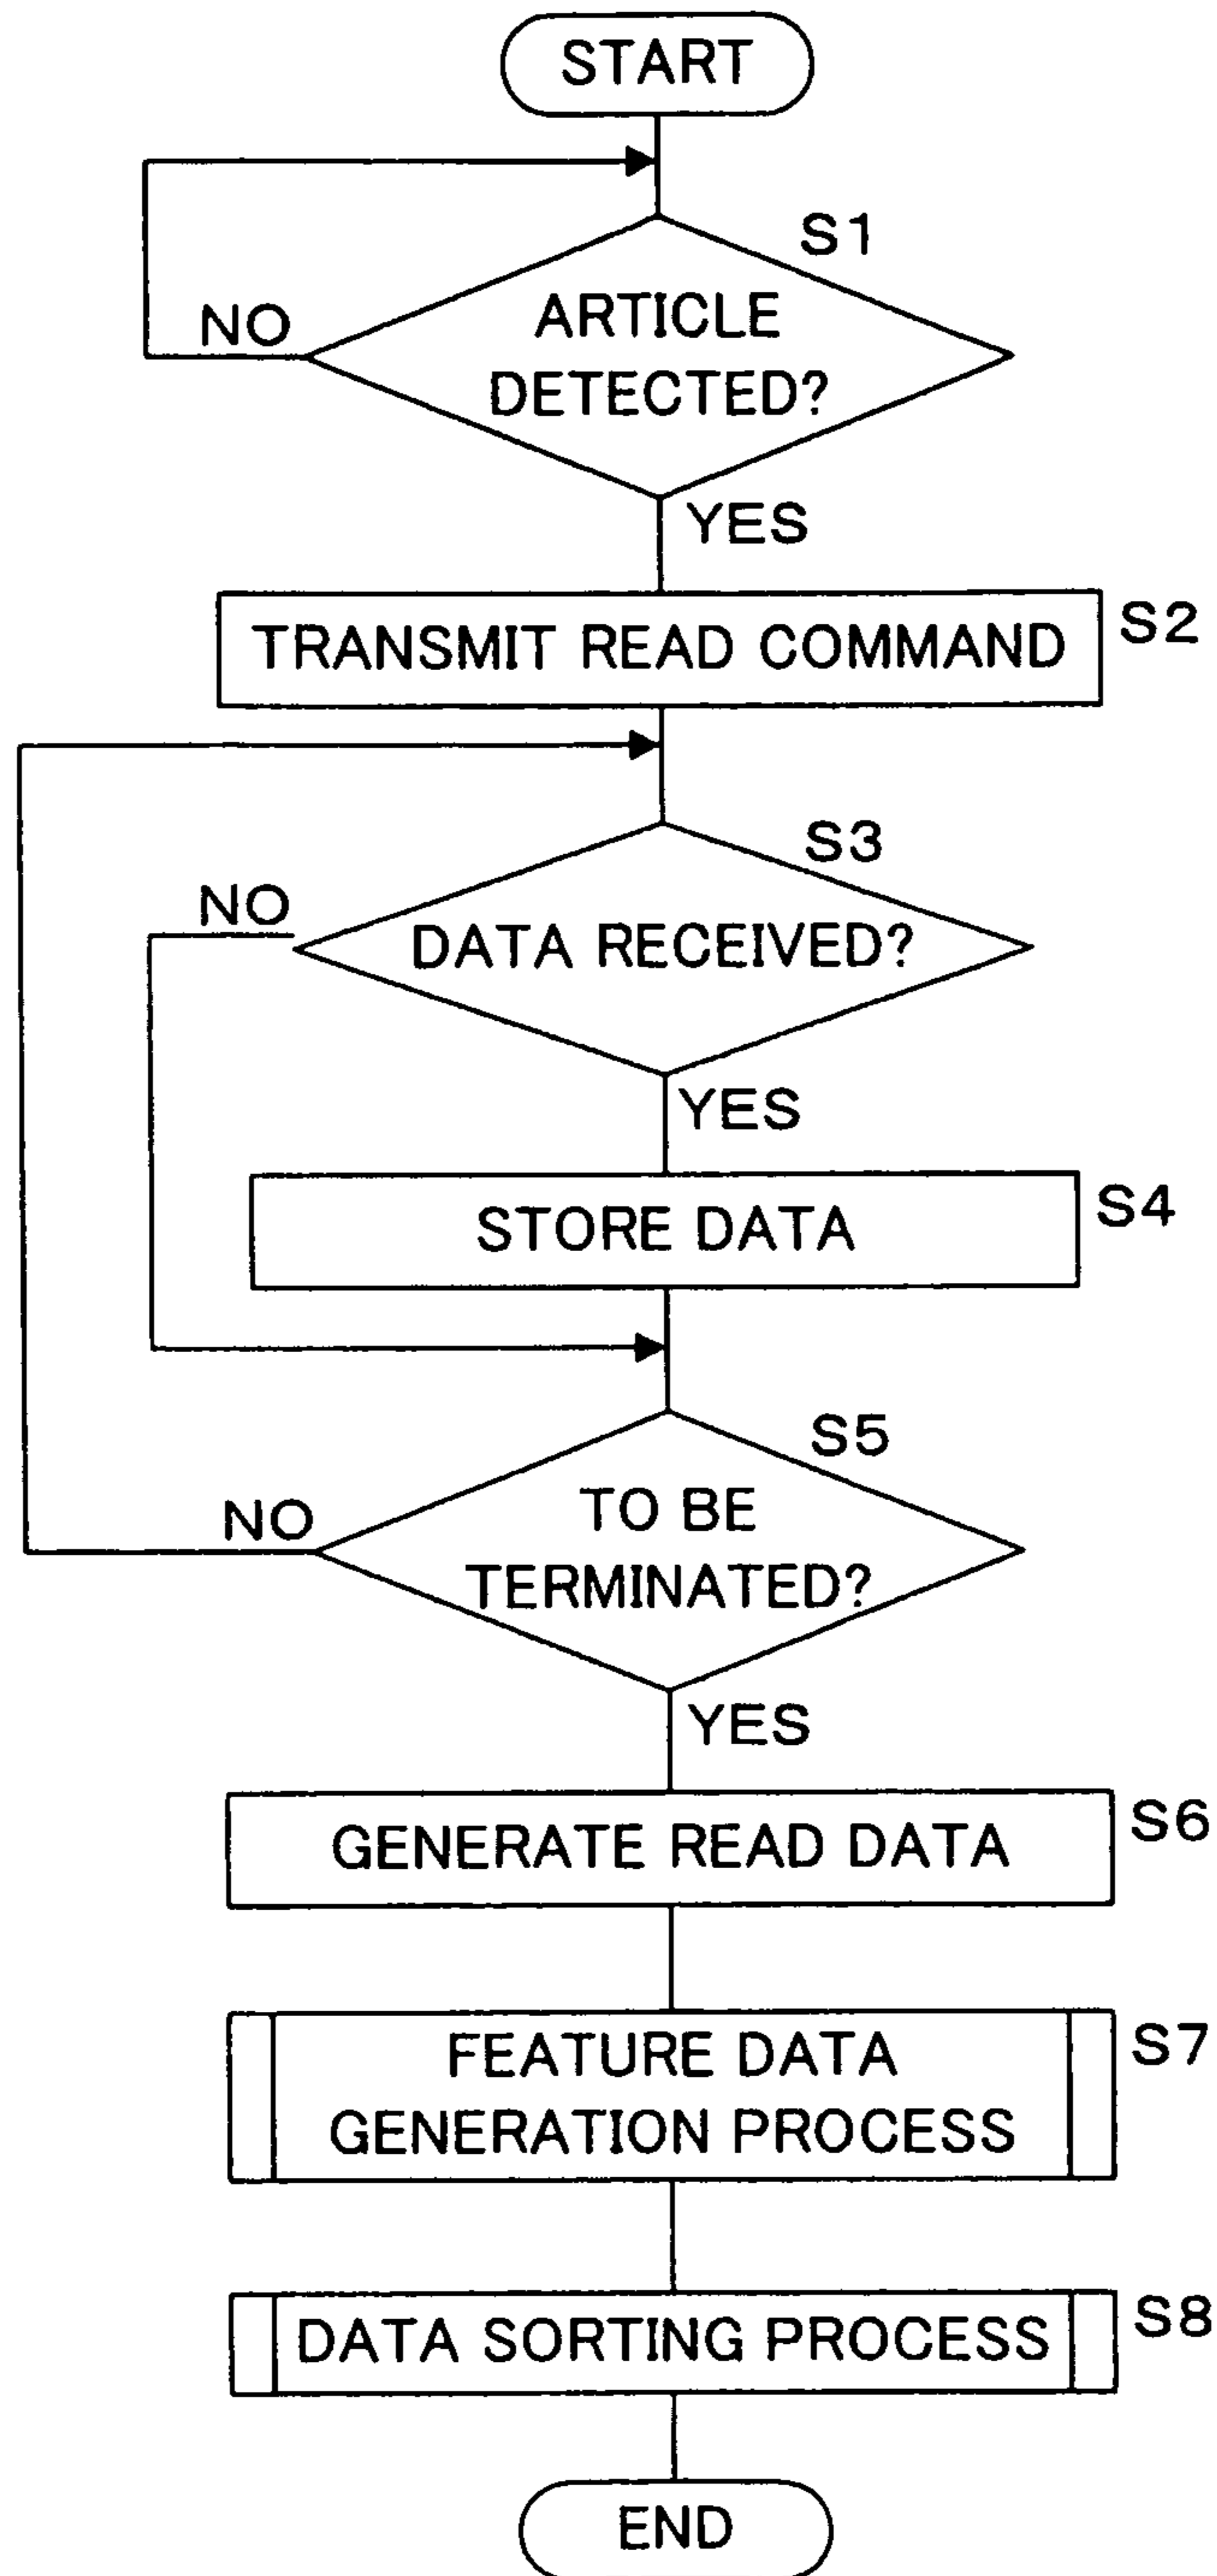 START
S1
ARTICLE
DETECTED?
NO
YES
TRANSMIT READ COMMAND
S2
S3
NO
DATA RECEIVED?
YES
STORE DATA
S4
S5
TO BE
TERMINATED?
NO
YES
GENERATE READ DATA
S6
FEATURE DATA
GENERATION PROCESS
S7
DATA SORTING PROCESS
S8
END